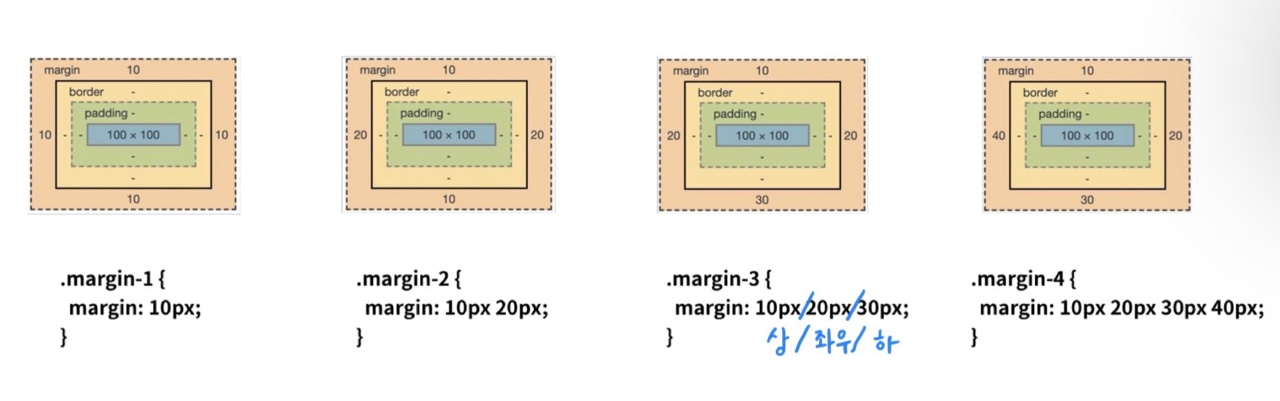 margin 10
border -
padding -
10 - - 100 × 100 - - 10
-
-
10
margin 10
border -
padding -
20 - - 100 × 100 - - 20
-
-
10
margin 10
border -
padding -
20 - - 100 × 100 - - 20
-
-
30
margin 10
border -
padding -
40 - - 100 × 100 - - 20
-
-
30
.margin-1 {
margin: 10px;
}
.margin-2 {
margin: 10px 20px;
}
.margin-3 {
margin: 10px/20px/30px;
} 상 / 좌우 / 하
.margin-4 {
margin: 10px 20px 30px 40px;
}